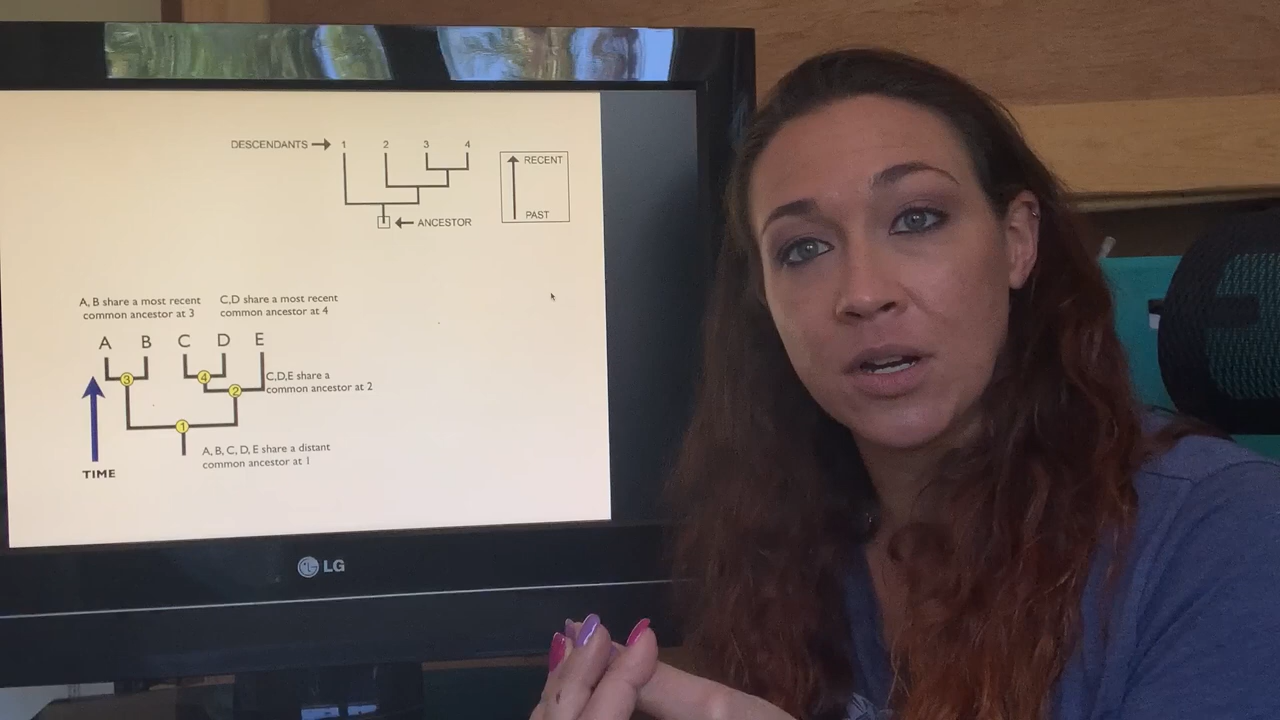 DESCENDANTS
1 2 3 4
RECENT
PAST
ANCESTOR
A, B share a most recent
common ancestor at 3
C,D share a most recent
common ancestor at 4
A B C D E
3 4 2
C,D,E share a
common ancestor at 2
1
A, B, C, D, E share a distant
common ancestor at 1
TIME
LG